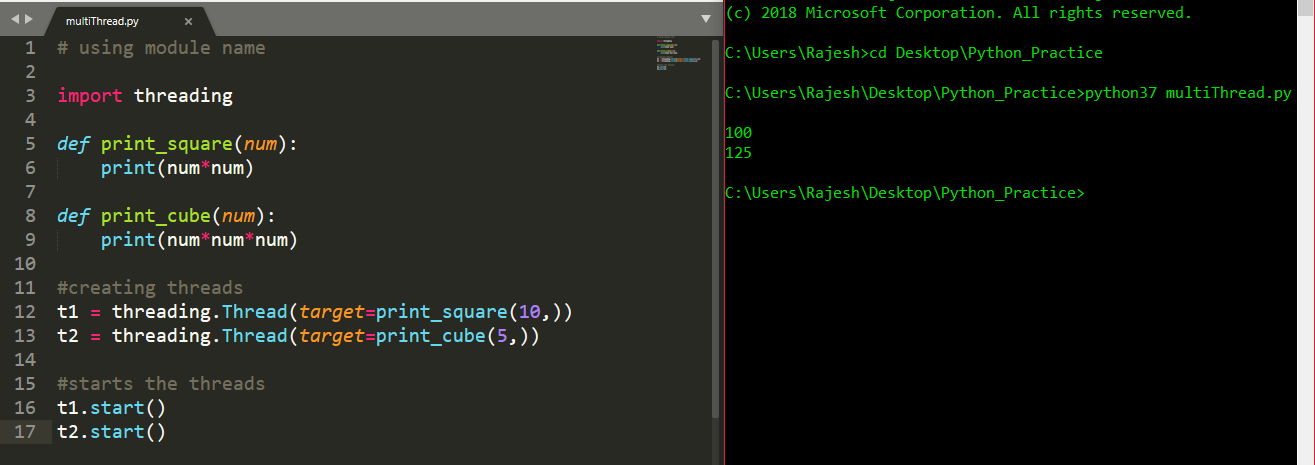 multiThread.py ×
1 # using module name
2
3 import threading
4
5 def print_square(num):
6     print(num*num)
7
8 def print_cube(num):
9     print(num*num*num)
10
11 #creating threads
12 t1 = threading.Thread(target=print_square(10,))
13 t2 = threading.Thread(target=print_cube(5,))
14
15 #starts the threads
16 t1.start()
17 t2.start()
(c) 2018 Microsoft Corporation. All rights reserved.
C:\Users\Rajesh>cd Desktop\Python_Practice
C:\Users\Rajesh\Desktop\Python_Practice>python37 multiThread.py
100
125
C:\Users\Rajesh\Desktop\Python_Practice>